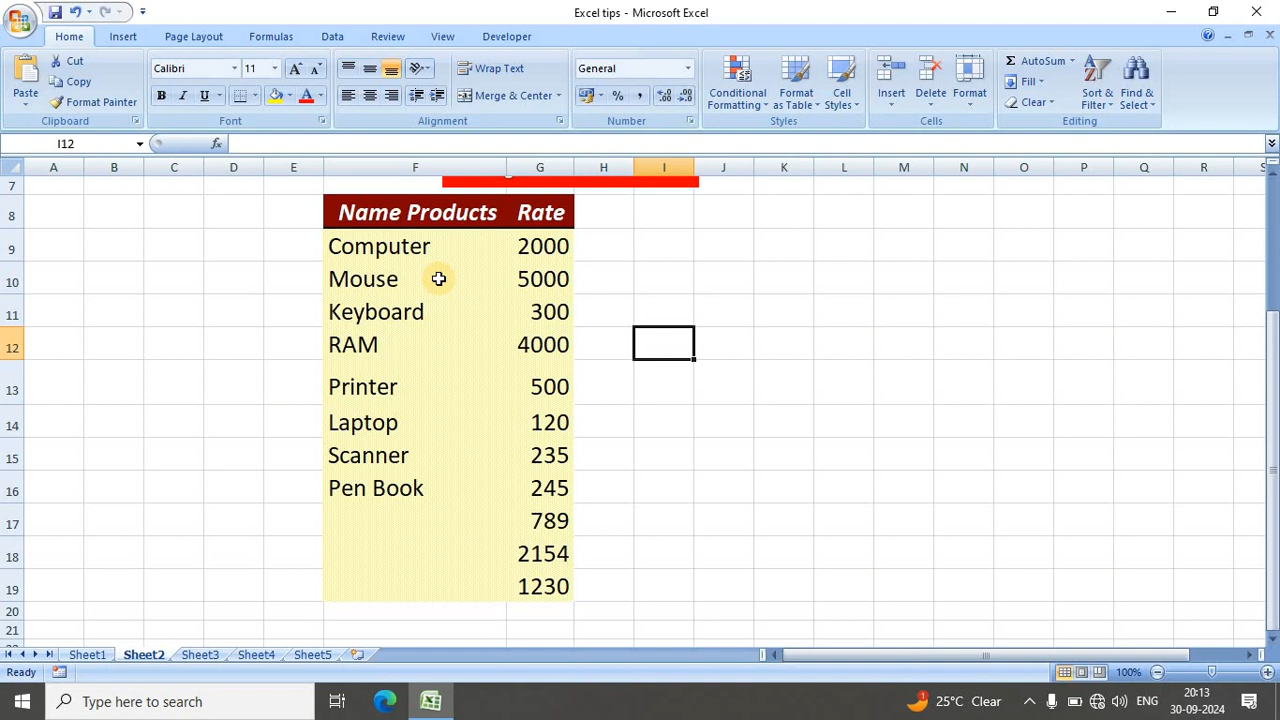 Excel tips - Microsoft Excel
Home Insert Page Layout Formulas Data Review View Developer
Paste Cut Copy Format Painter Clipboard
Calibri 11 A A B I U A Font
Wrap Text Merge & Center Alignment
General % , .0 .00 .00 .0 Number
Conditional Formatting Format as Table Cell Styles Styles
Insert Delete Format Cells
Σ AutoSum Fill Clear Sort & Filter Find & Select Editing
I12 fx
A B C D E F G H I J K L M N O P Q R S
7
8 Name Products Rate
9 Computer 2000
10 Mouse 5000
11 Keyboard 300
12 RAM 4000
13 Printer 500
14 Laptop 120
15 Scanner 235
16 Pen Book 245
17 789
18 2154
19 1230
20
21
Sheet1 Sheet2 Sheet3 Sheet4 Sheet5
Ready 100%
Type here to search 25°C Clear ENG 20:13
30-09-2024